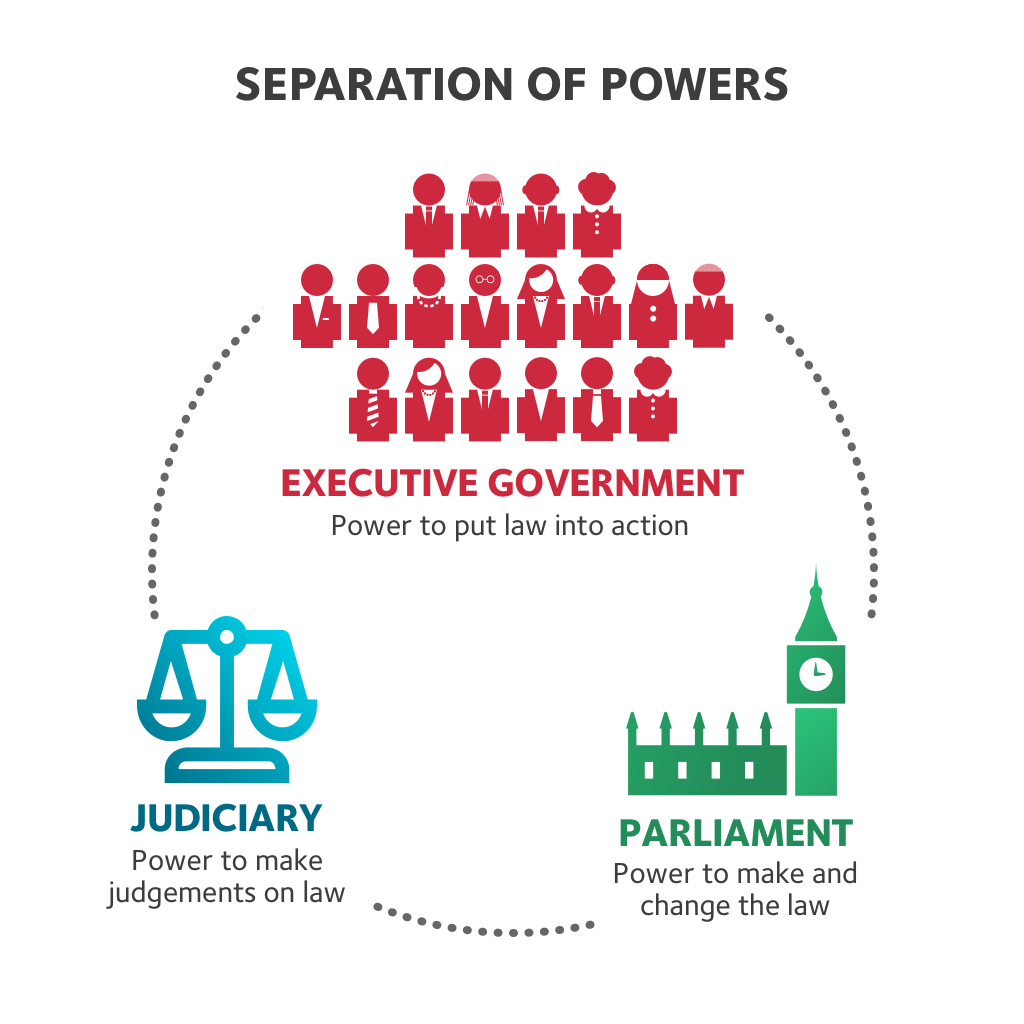 SEPARATION OF POWERS
EXECUTIVE GOVERNMENT
Power to put law into action
JUDICIARY
Power to make
judgements on law
PARLIAMENT
Power to make and
change the law